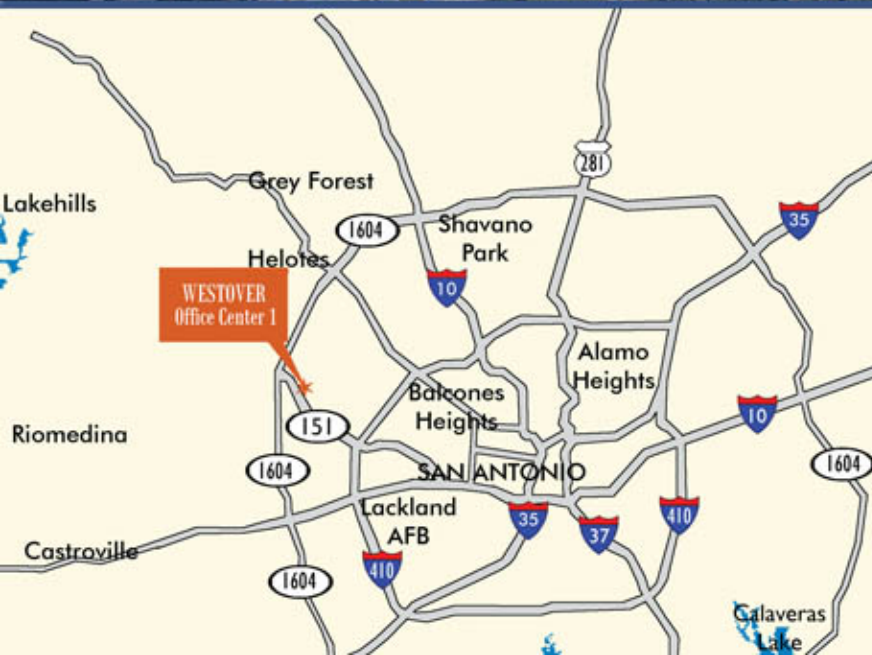 281
Grey Forest
Lakehills
35
1604
Shavano
Park
Helotes
10
WESTOVER
Office Center 1
Alamo
Heights
Balcones
Heights
10
151
Riomedina
1604
SAN ANTONIO
1604
Lackland
AFB
35
410
37
Castroville
410
1604
Calaveras
Lake